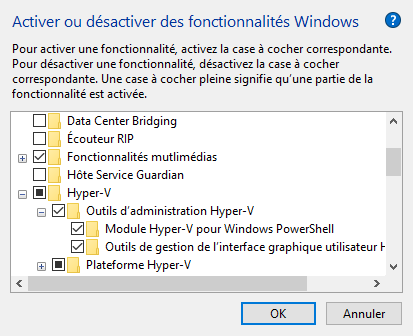 Activer ou désactiver des fonctionnalités Windows
Pour activer une fonctionnalité, activez la case à cocher correspondante.
Pour désactiver une fonctionnalité, désactivez la case à cocher
correspondante. Une case à cocher pleine signifie qu'une partie de la
fonctionnalité est activée.
Data Center Bridging
Écouteur RIP
Fonctionnalités mutlimédias
Hôte Service Guardian
Hyper-V
Outils d'administration Hyper-V
Module Hyper-V pour Windows PowerShell
Outils de gestion de l'interface graphique utilisateur H
Plateforme Hyper-V
OK
Annuler